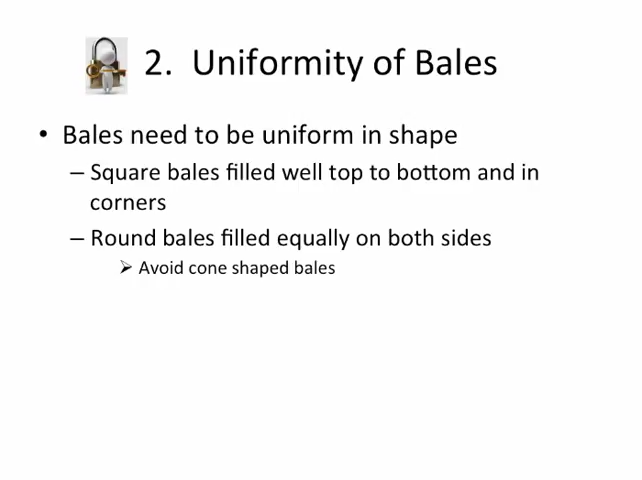 2. Uniformity of Bales
• Bales need to be uniform in shape
– Square bales filled well top to bottom and in
corners
– Round bales filled equally on both sides
➢ Avoid cone shaped bales